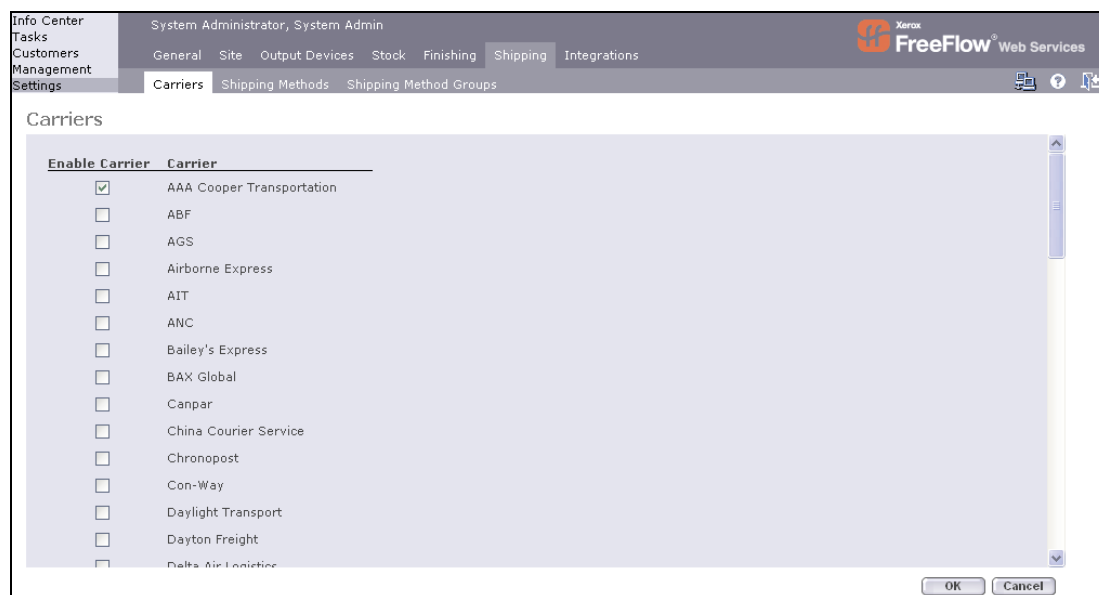 Info Center
Tasks
Customers
Management
Settings
System Administrator, System Admin
General Site Output Devices Stock Finishing Shipping Integrations
Carriers Shipping Methods Shipping Method Groups
Xerox
FreeFlow® Web Services
Carriers
Enable Carrier Carrier
AAA Cooper Transportation
ABF
AGS
Airborne Express
AIT
ANC
Bailey's Express
BAX Global
Canpar
China Courier Service
Chronopost
Con-Way
Daylight Transport
Dayton Freight
Delta Air Logistics
OK Cancel